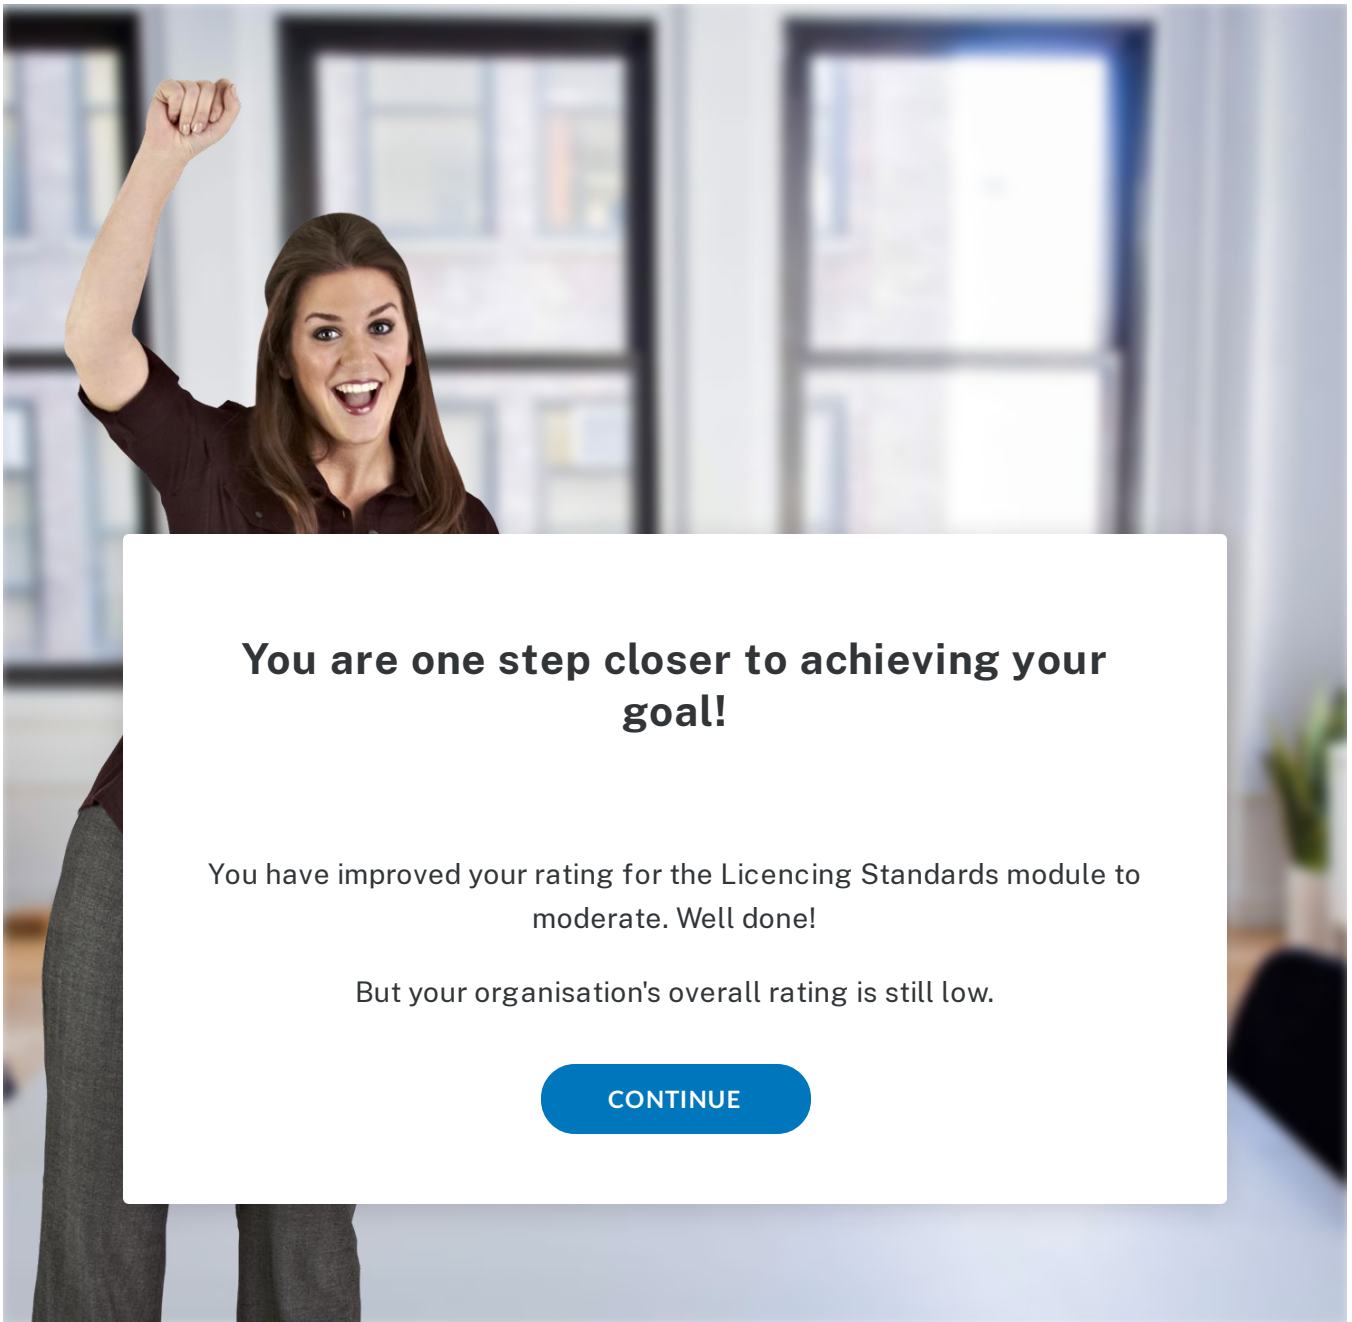 You are one step closer to achieving your
goal!
You have improved your rating for the Licencing Standards module to
moderate. Well done!
But your organisation's overall rating is still low.
CONTINUE